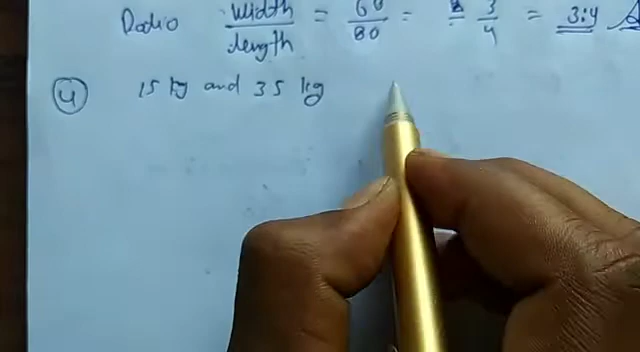 Ratio width/length = 60/80 = 3/4 = 3:4
4 15 kg and 35 kg